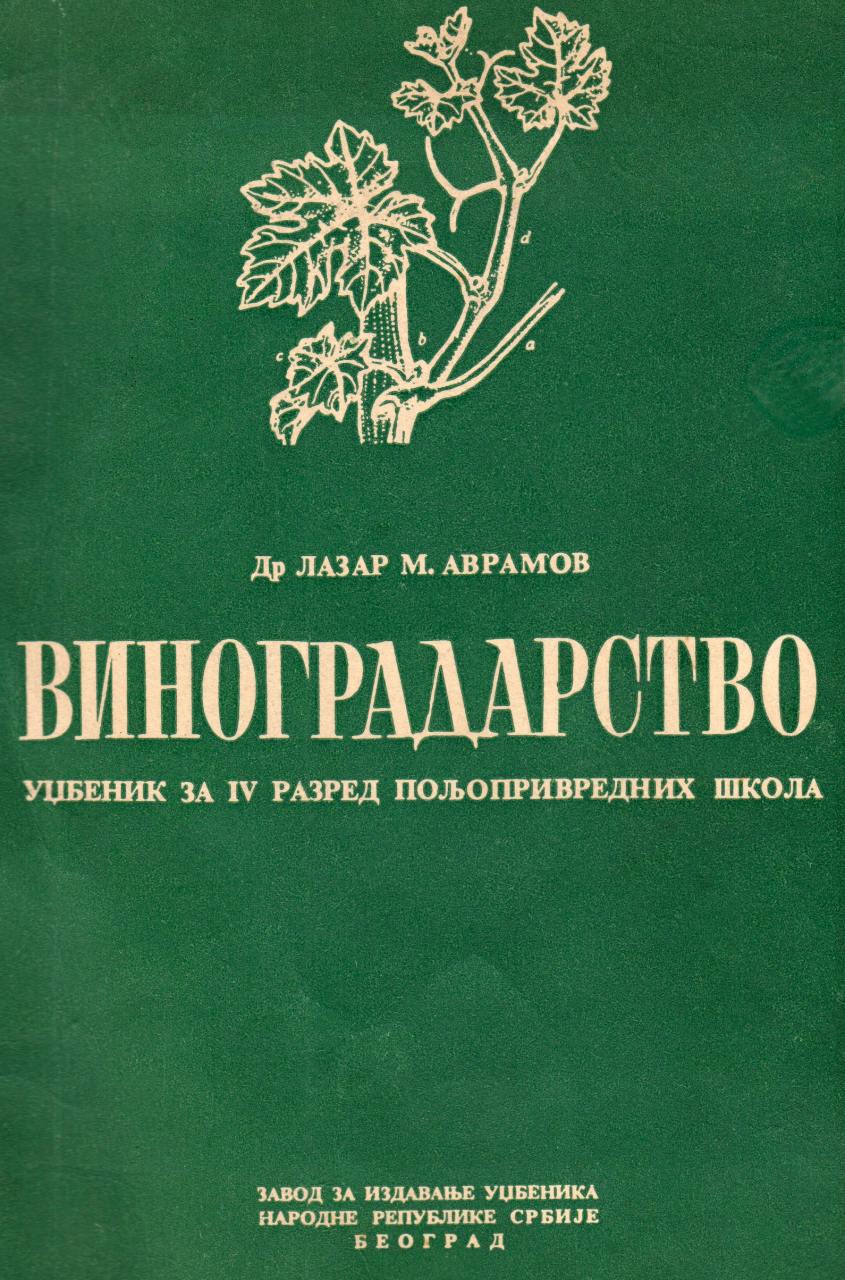 d
b
a
c
Др ЛАЗАР М. АВРАМОВ
ВИНОГРАДАРСТВО
УЏБЕНИК ЗА IV РАЗРЕД ПОЉОПРИВРЕДНИХ ШКОЛА
ЗАВОД ЗА ИЗДАВАЊЕ УЏБЕНИКА
НАРОДНЕ РЕПУБЛИКЕ СРБИЈЕ
БЕОГРАД